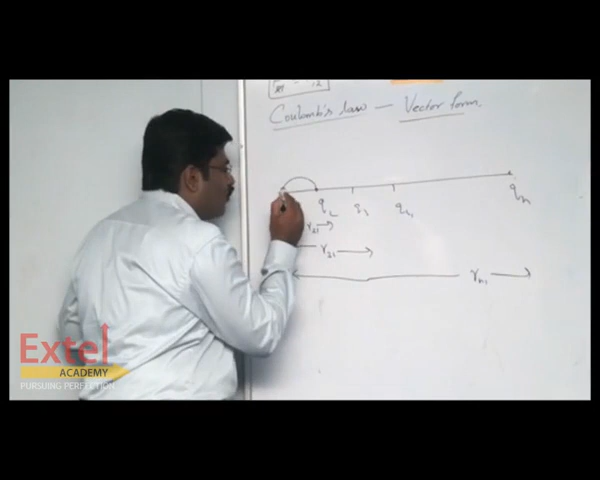 Coulomb's law — Vector form.
q2 q3 q4 qn
r21
r31
rn1
Extel
ACADEMY
PURSUING PERFECTION